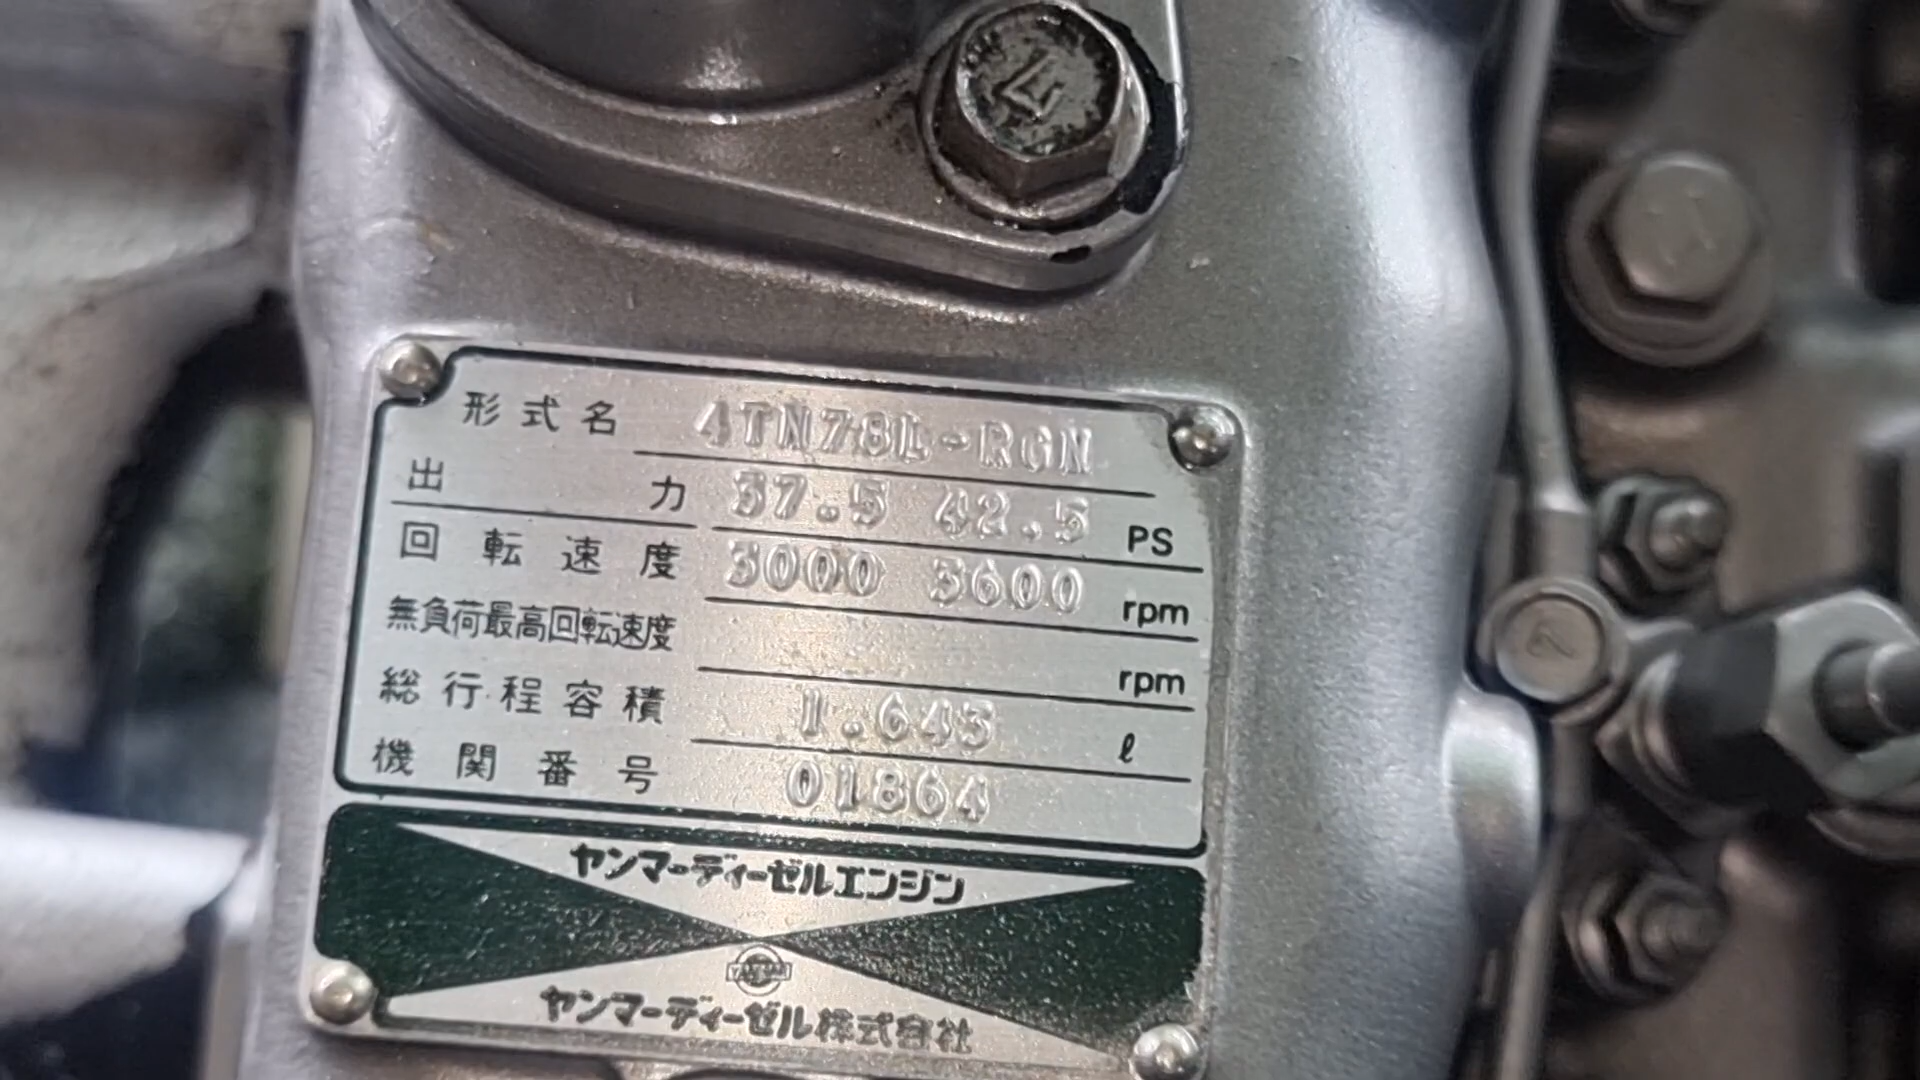 4
形式名 4TN78L-RGN
出力 37.5 42.5 PS
回転速度 3000 3600 rpm
無負荷最高回転速度 rpm
総行程容積 1.643 ℓ
機関番号 01864
ヤンマーディーゼルエンジン
YANMAR
ヤンマーディーゼル株式会社
7